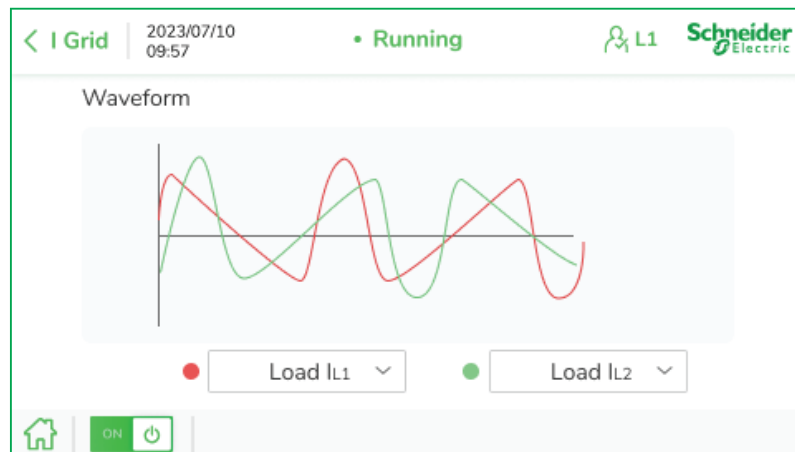 I Grid
2023/07/10
09:57
• Running
L1
Schneider
Electric
Waveform
Load IL1
Load IL2
ON